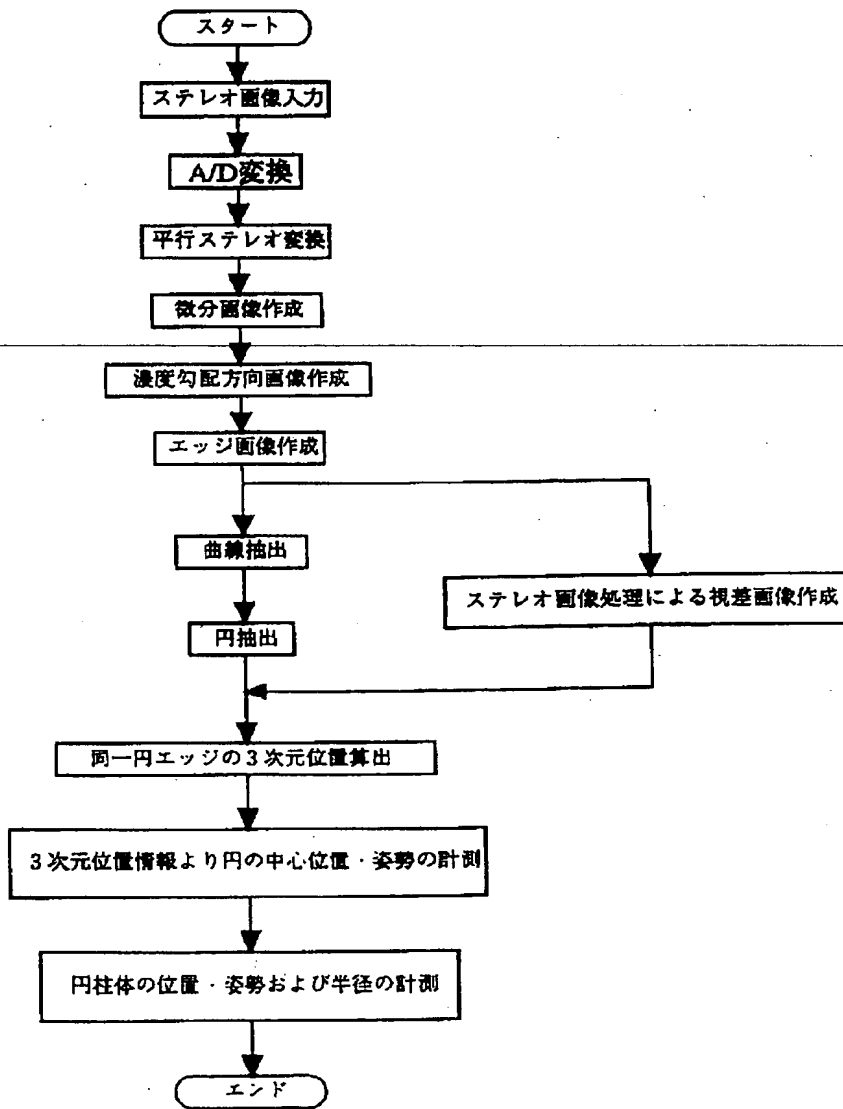 スタート
ステレオ画像入力
A/D変換
平行ステレオ変換
微分画像作成
濃度勾配方向画像作成
エッジ画像作成
曲線抽出
ステレオ画像処理による視差画像作成
円抽出
同一円エッジの3次元位置算出
3次元位置情報より円の中心位置・姿勢の計測
円柱体の位置・姿勢および半径の計測
エンド